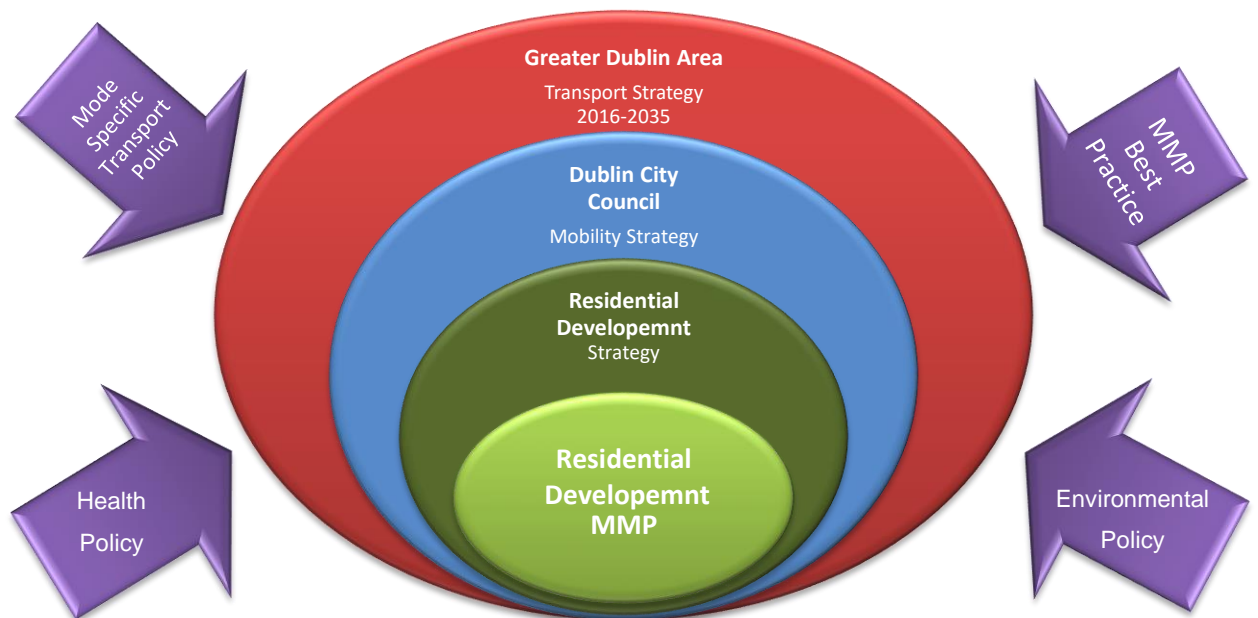 Mode
Specific
Transport
Policy
Greater Dublin Area
Transport Strategy
2016-2035
MMP
Best
Practice
Dublin City
Council
Mobility Strategy
Residential
Developemnt
Strategy
Residential
Developemnt
MMP
Health
Policy
Environmental
Policy